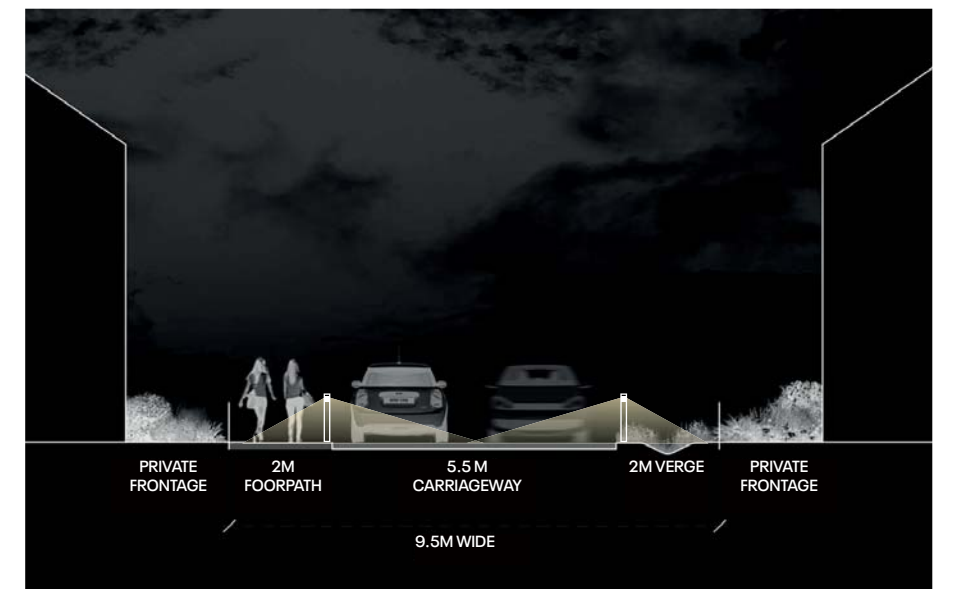 PRIVATE
FRONTAGE
2M
FOORPATH
5.5 M
CARRIAGEWAY
2M VERGE
PRIVATE
FRONTAGE
9.5M WIDE